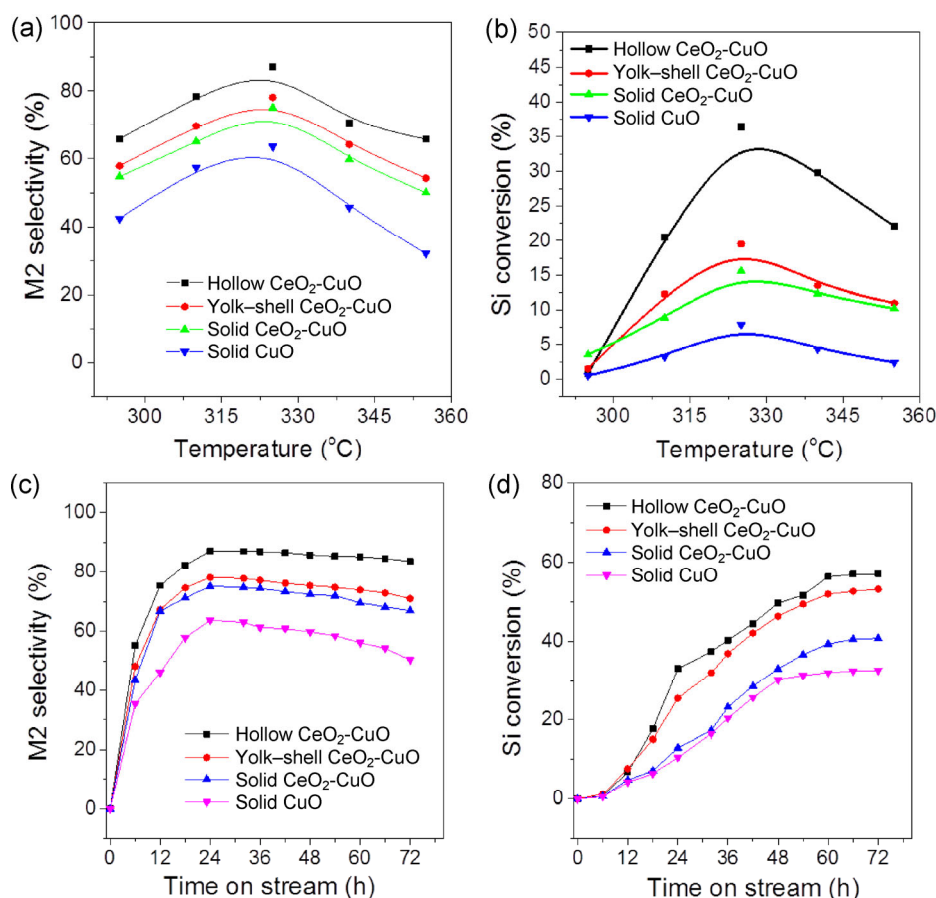 (a)
M2 selectivity (%)
100
80
60
40
20
0
Hollow CeO₂-CuO
Yolk–shell CeO₂-CuO
Solid CeO₂-CuO
Solid CuO
300 315 330 345 360
Temperature (°C)
(b)
Si conversion (%)
50
45
40
35
30
25
20
15
10
5
0
Hollow CeO₂-CuO
Yolk–shell CeO₂-CuO
Solid CeO₂-CuO
Solid CuO
300 315 330 345 360
Temperature (°C)
(c)
M2 selectivity (%)
100
80
60
40
20
0
Hollow CeO₂-CuO
Yolk–shell CeO₂-CuO
Solid CeO₂-CuO
Solid CuO
0 12 24 36 48 60 72
Time on stream (h)
(d)
Si conversion (%)
80
60
40
20
0
Hollow CeO₂-CuO
Yolk–shell CeO₂-CuO
Solid CeO₂-CuO
Solid CuO
0 12 24 36 48 60 72
Time on stream (h)